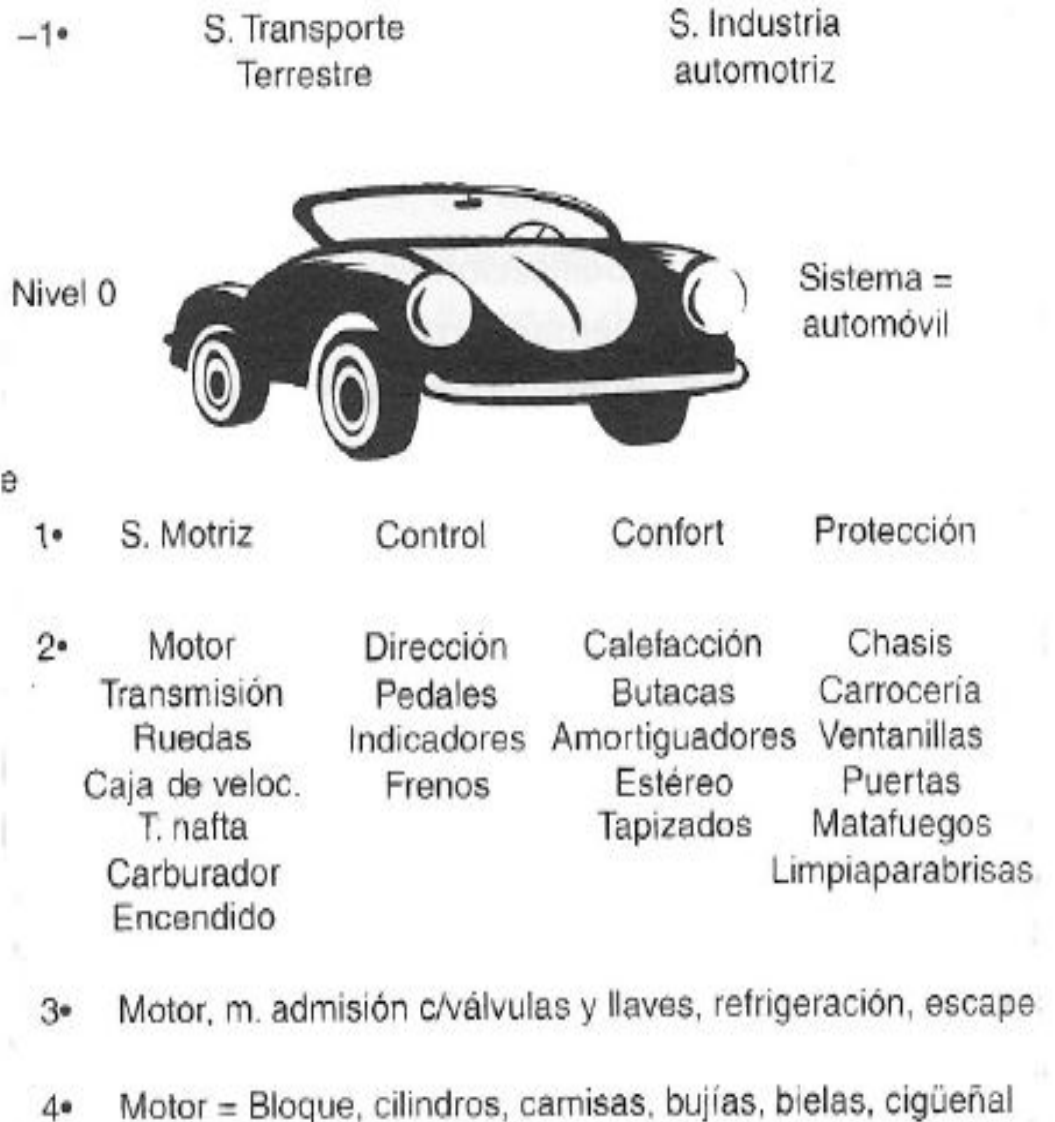 –1• S. Transporte S. Industria
Terrestre automotriz
Nivel 0 Sistema =
automóvil
e
1• S. Motriz Control Confort Protección
2• Motor Dirección Calefacción Chasis
Transmisión Pedales Butacas Carrocería
Ruedas Indicadores Amortiguadores Ventanillas
Caja de veloc. Frenos Estéreo Puertas
T. nafta Tapizados Matafuegos
Carburador Limpiaparabrisas
Encendido
3• Motor, m. admisión c/válvulas y llaves, refrigeración, escape
4• Motor = Bloque, cilindros, camisas, bujías, bielas, cigüeñal